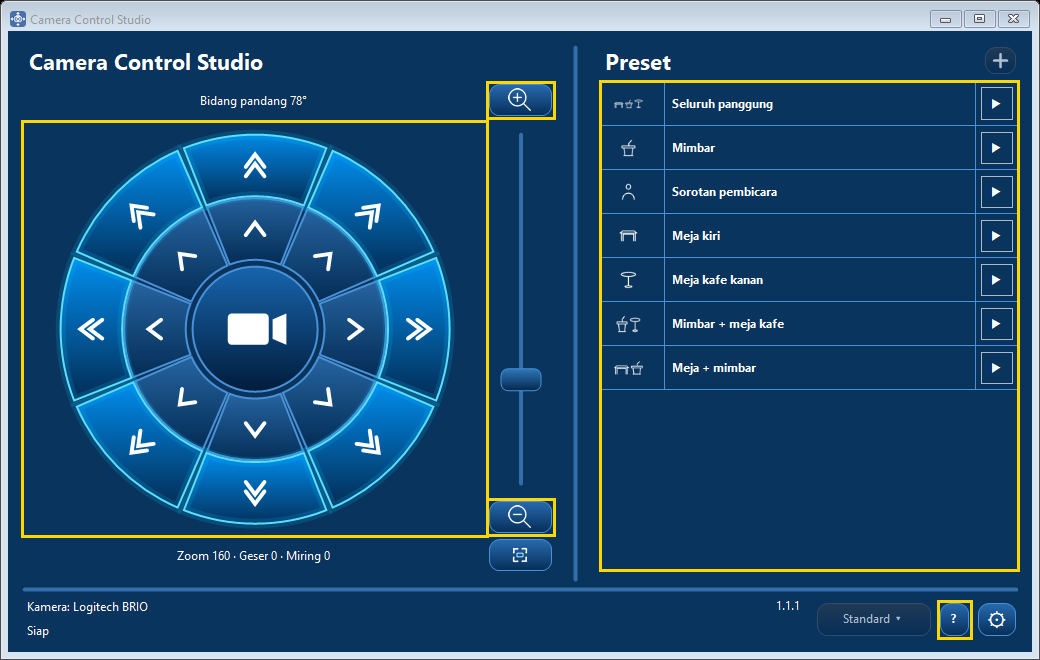 Camera Control Studio
Camera Control Studio
Bidang pandang 78°
Zoom 160 · Geser 0 · Miring 0
Preset
Seluruh panggung
Mimbar
Sorotan pembicara
Meja kiri
Meja kafe kanan
Mimbar + meja kafe
Meja + mimbar
Kamera: Logitech BRIO
Siap
1.1.1
Standard
?